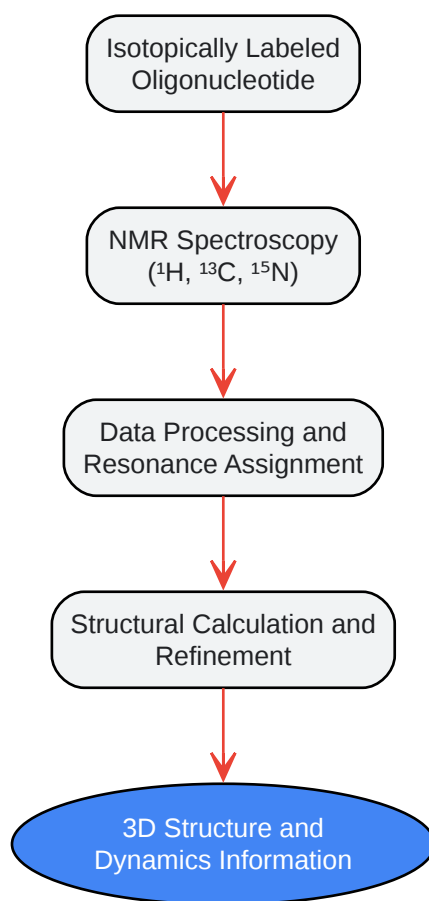 Isotopically Labeled
Oligonucleotide
NMR Spectroscopy
(¹H, ¹³C, ¹⁵N)
Data Processing and
Resonance Assignment
Structural Calculation and
Refinement
3D Structure and
Dynamics Information